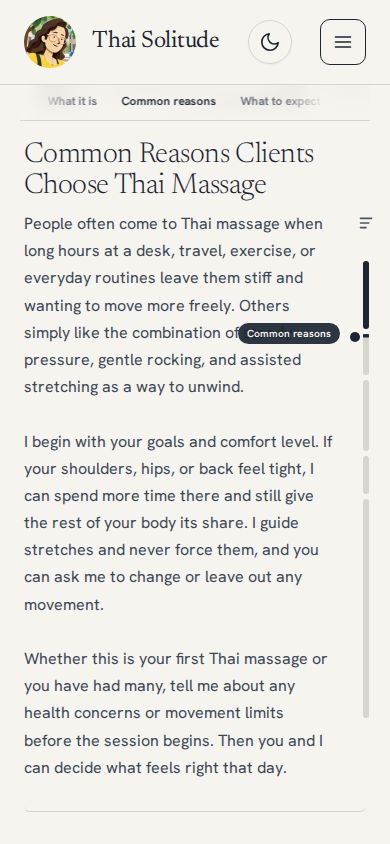 Thai Solitude
What it is
Common reasons
What to expect
Common Reasons Clients
Choose Thai Massage
People often come to Thai massage when
long hours at a desk, travel, exercise, or
everyday routines leave them stiff and
wanting to move more freely. Others
simply like the combination of
Common reasons
pressure, gentle rocking, and assisted
stretching as a way to unwind.
I begin with your goals and comfort level. If
your shoulders, hips, or back feel tight, I
can spend more time there and still give
the rest of your body its share. I guide
stretches and never force them, and you
can ask me to change or leave out any
movement.
Whether this is your first Thai massage or
you have had many, tell me about any
health concerns or movement limits
before the session begins. Then you and I
can decide what feels right that day.